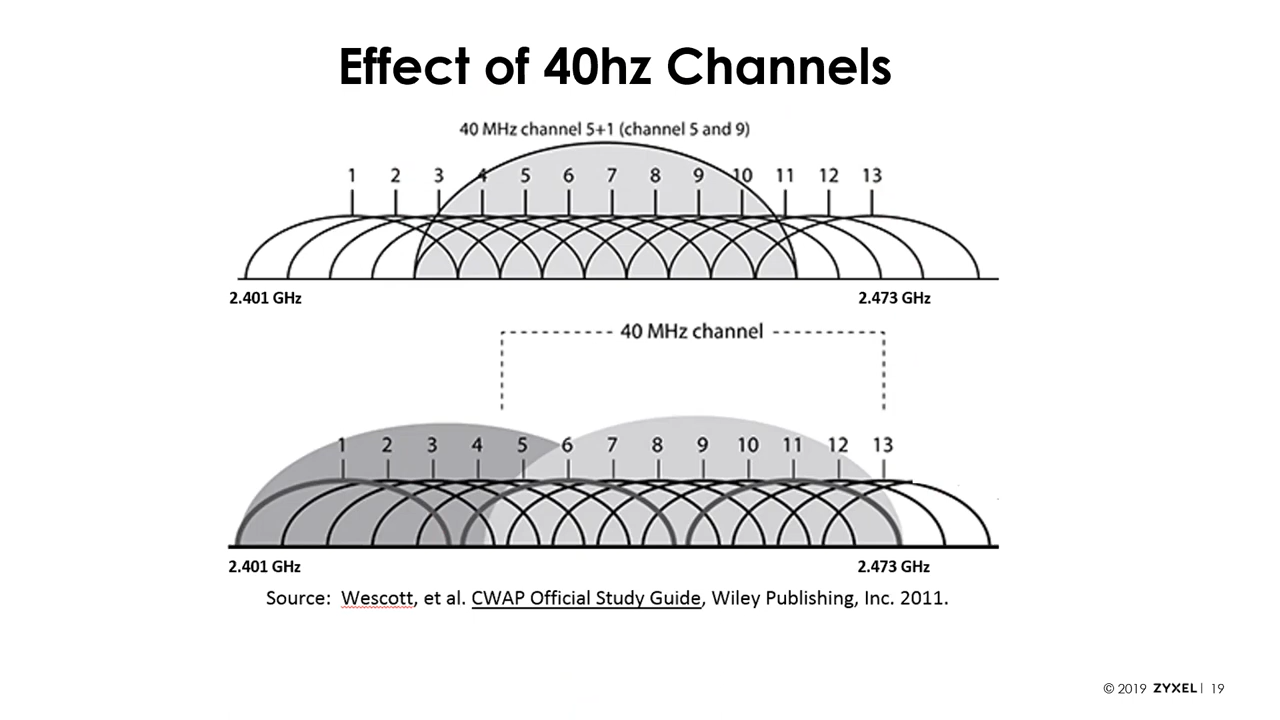 Effect of 40hz Channels
40 MHz channel 5+1 (channel 5 and 9)
1 2 3 4 5 6 7 8 9 10 11 12 13
2.401 GHz 2.473 GHz
40 MHz channel
1 2 3 4 5 6 7 8 9 10 11 12 13
2.401 GHz 2.473 GHz
Source: Wescott, et al. CWAP Official Study Guide, Wiley Publishing, Inc. 2011.
© 2019 ZYXEL | 19